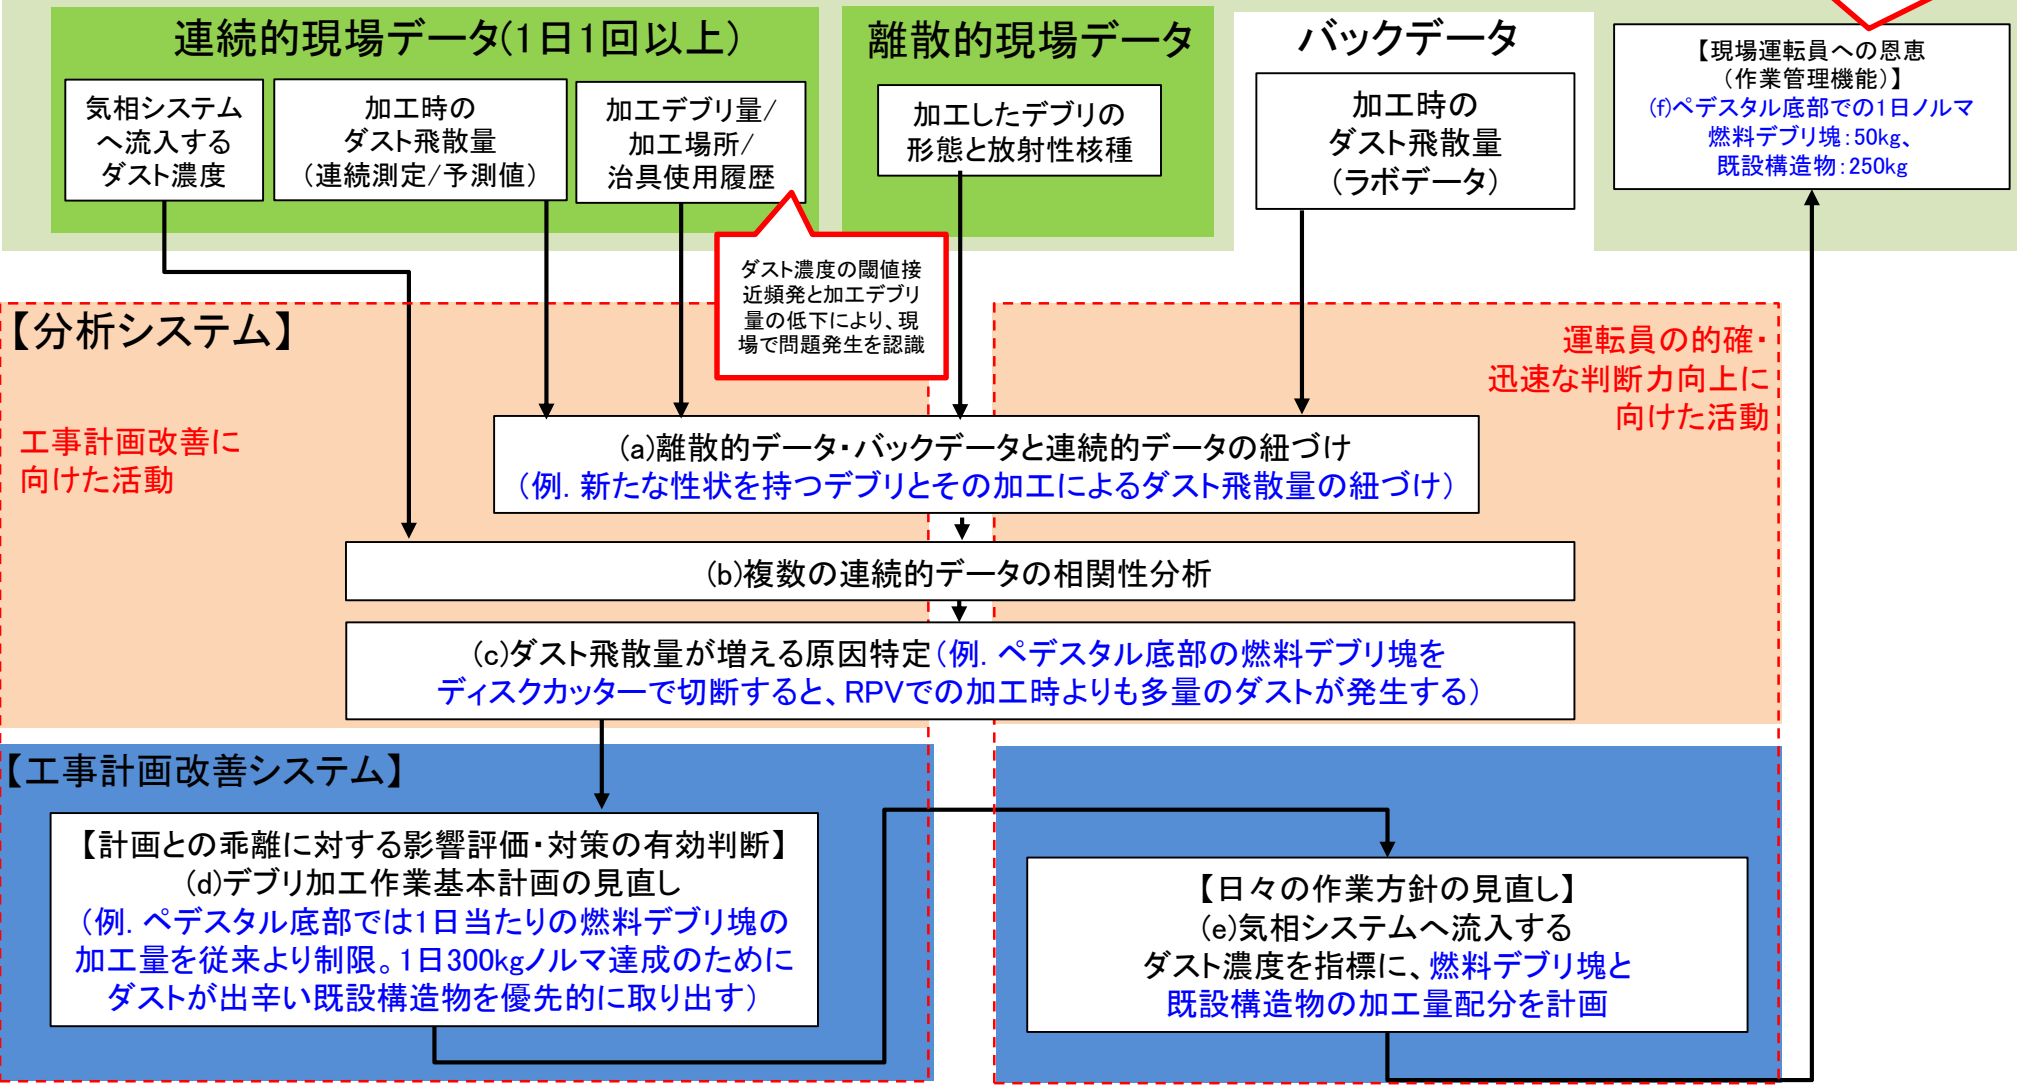 連続的現場データ(1日1回以上)
気相システム
へ流入する
ダスト濃度
加工時の
ダスト飛散量
(連続測定/予測値)
加工デブリ量/
加工場所/
治具使用履歴
離散的現場データ
加工したデブリの
形態と放射性核種
バックデータ
加工時の
ダスト飛散量
(ラボデータ)
【現場運転員への恩恵
(作業管理機能)】
(f)ペデスタル底部での1日ノルマ
燃料デブリ塊:50kg、
既設構造物:250kg
ダスト濃度の閾値接
近頻発と加工デブリ
量の低下により、現
場で問題発生を認識
【分析システム】
工事計画改善に
向けた活動
運転員の的確・
迅速な判断力向上に
向けた活動
(a)離散的データ・バックデータと連続的データの紐づけ
(例. 新たな性状を持つデブリとその加工によるダスト飛散量の紐づけ)
(b)複数の連続的データの相関性分析
(c)ダスト飛散量が増える原因特定(例. ペデスタル底部の燃料デブリ塊を
ディスクカッターで切断すると、RPVでの加工時よりも多量のダストが発生する)
【工事計画改善システム】
【計画との乖離に対する影響評価・対策の有効判断】
(d)デブリ加工作業基本計画の見直し
(例. ペデスタル底部では1日当たりの燃料デブリ塊の
加工量を従来より制限。1日300kgノルマ達成のために
ダストが出辛い既設構造物を優先的に取り出す)
【日々の作業方針の見直し】
(e)気相システムへ流入する
ダスト濃度を指標に、燃料デブリ塊と
既設構造物の加工量配分を計画